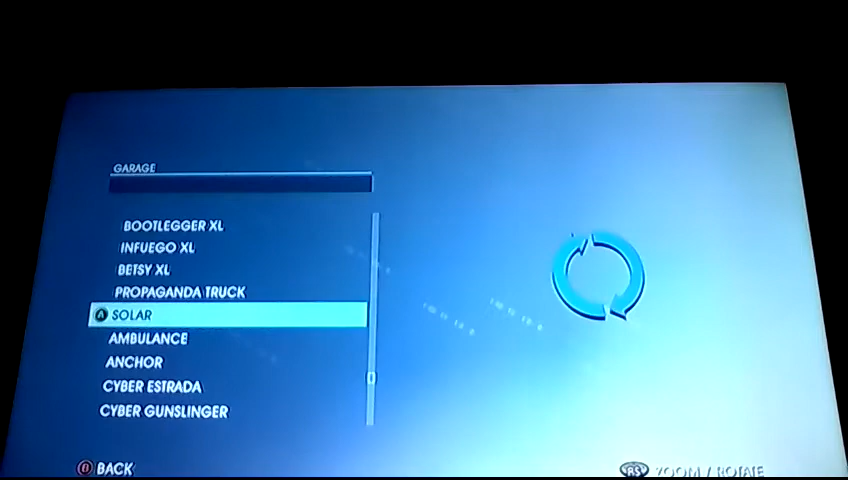 GARAGE
BOOTLEGGER XL
INFUEGO XL
BETSY XL
PROPAGANDA TRUCK
A SOLAR
AMBULANCE
ANCHOR
CYBER ESTRADA
CYBER GUNSLINGER
B BACK
RS ZOOM / ROTATE